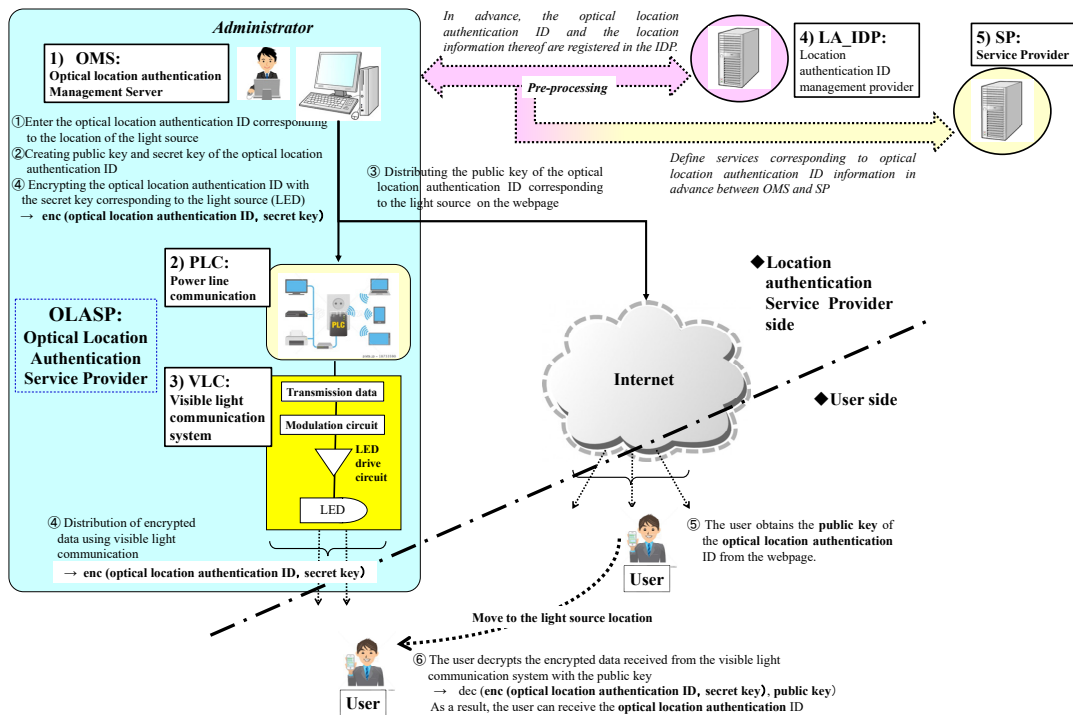 Administrator
1) OMS:
Optical location authentication
Management Server
①Enter the optical location authentication ID corresponding
to the location of the light source
②Creating public key and secret key of the optical location
authentication ID
④ Encrypting the optical location authentication ID with
the secret key corresponding to the light source (LED)
→ enc (optical location authentication ID, secret key)
In advance, the optical location
authentication ID and the location
information thereof are registered in the IDP.
Pre-processing
4) LA_IDP:
Location
authentication ID
management provider
5) SP:
Service Provider
Define services corresponding to optical
location authentication ID information in
advance between OMS and SP
③ Distributing the public key of the optical
location authentication ID corresponding
to the light source on the webpage
2) PLC:
Power line
communication
PLC
OLASP:
Optical Location
Authentication
Service Provider
3) VLC:
Visible light
communication
system
Transmission data
Modulation circuit
LED
drive
circuit
LED
Internet
◆Location
authentication
Service Provider
side
◆User side
④ Distribution of encrypted
data using visible light
communication
→ enc (optical location authentication ID, secret key)
⑤ The user obtains the public key of
the optical location authentication
ID from the webpage.
User
Move to the light source location
User
⑥ The user decrypts the encrypted data received from the visible light
communication system with the public key
→ dec (enc (optical location authentication ID, secret key), public key)
As a result, the user can receive the optical location authentication ID